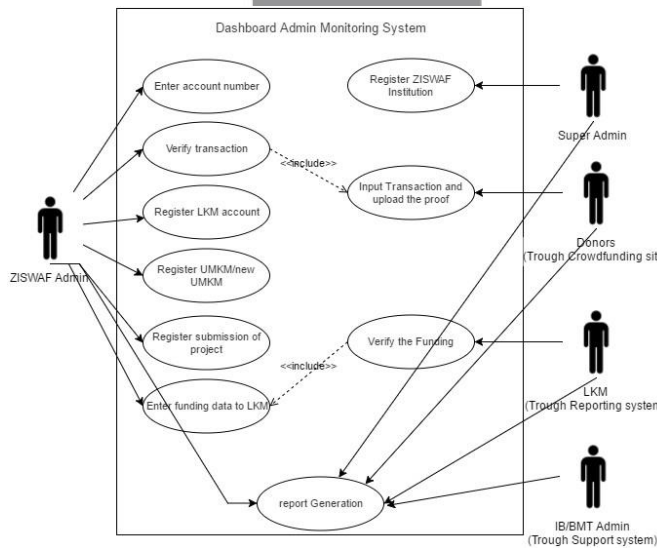 Dashboard Admin Monitoring System
Enter account number
Register ZISWAF
Institution
Super Admin
Verify transaction
<<include>>
Input Transaction and
upload the proof
Donors
(Trough Crowdfunding sit
ZISWAF Admin
Register LKM account
Register UMKM/new
UMKM
Register submission of
project
Verify the Funding
<<include>>
LKM
(Trough Reporting system
Enter funding data to LKM
report Generation
IB/BMT Admin
(Trough Support system)